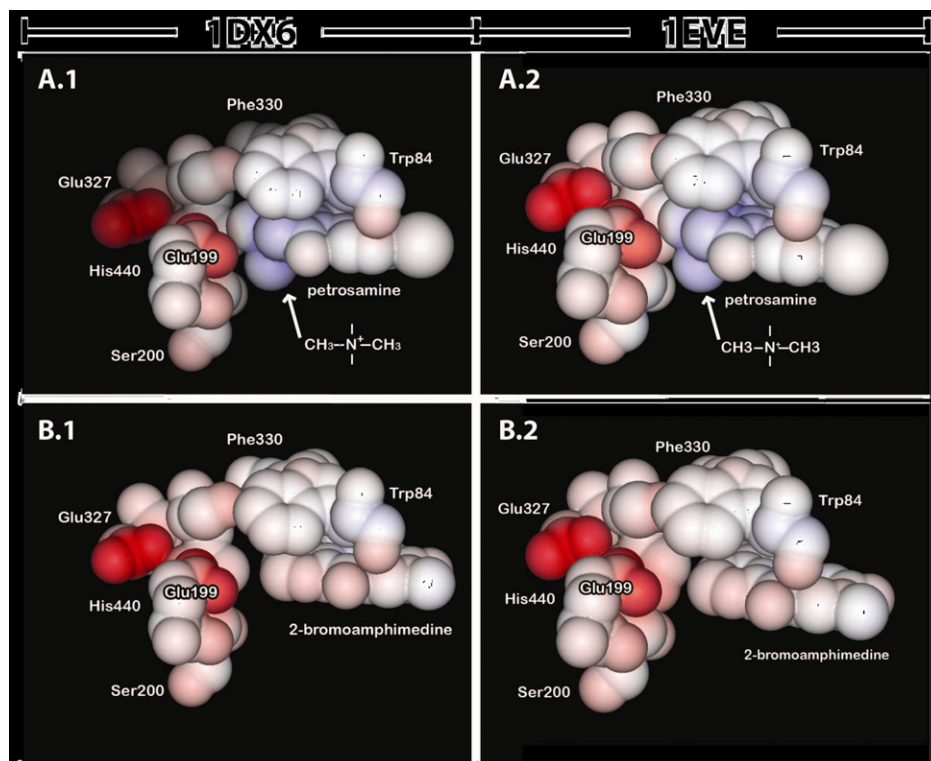 1DX6
1EVE
A.1
Phe330
Trp84
Glu327
His440
Glu199
petrosamine
CH3–N+–CH3
Ser200
A.2
Phe330
Trp84
Glu327
His440
Glu199
petrosamine
CH3–N+–CH3
Ser200
B.1
Phe330
Trp84
Glu327
His440
Glu199
2-bromoamphimedine
Ser200
B.2
Phe330
Trp84
Glu327
His440
Glu199
2-bromoamphimedine
Ser200